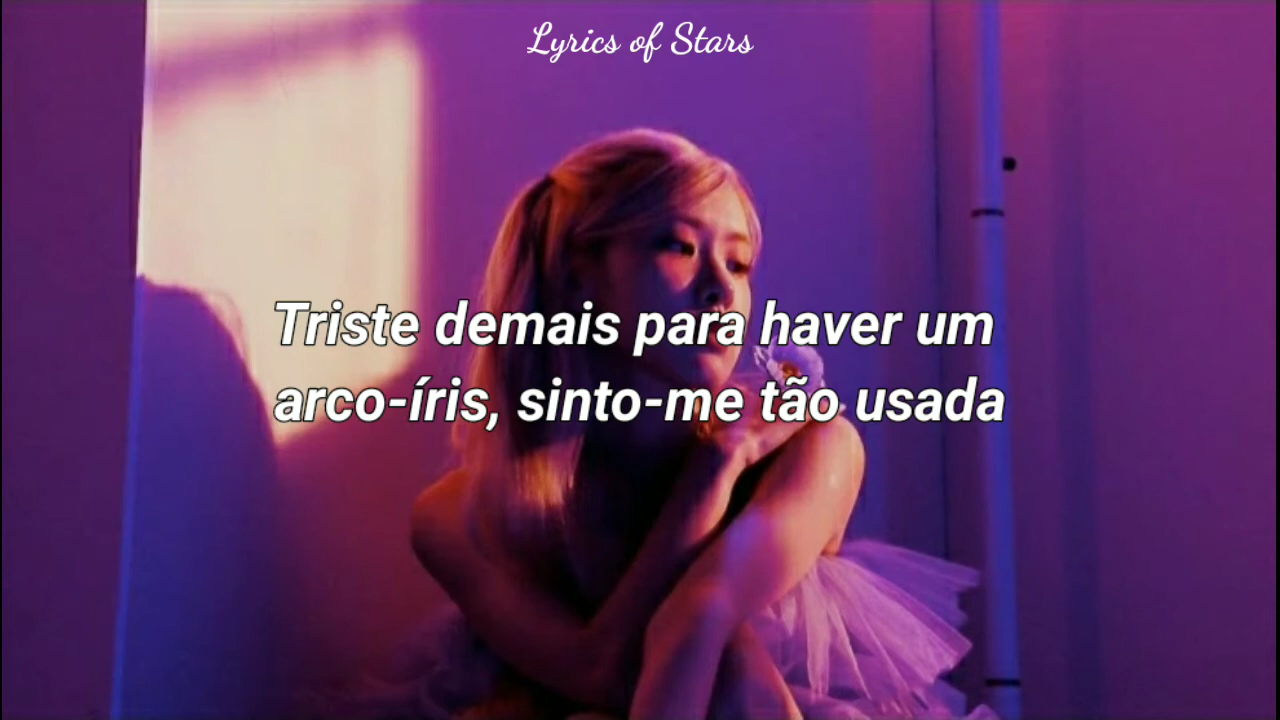 Lyrics of Stars
Triste demais para haver um
arco-íris, sinto-me tão usada